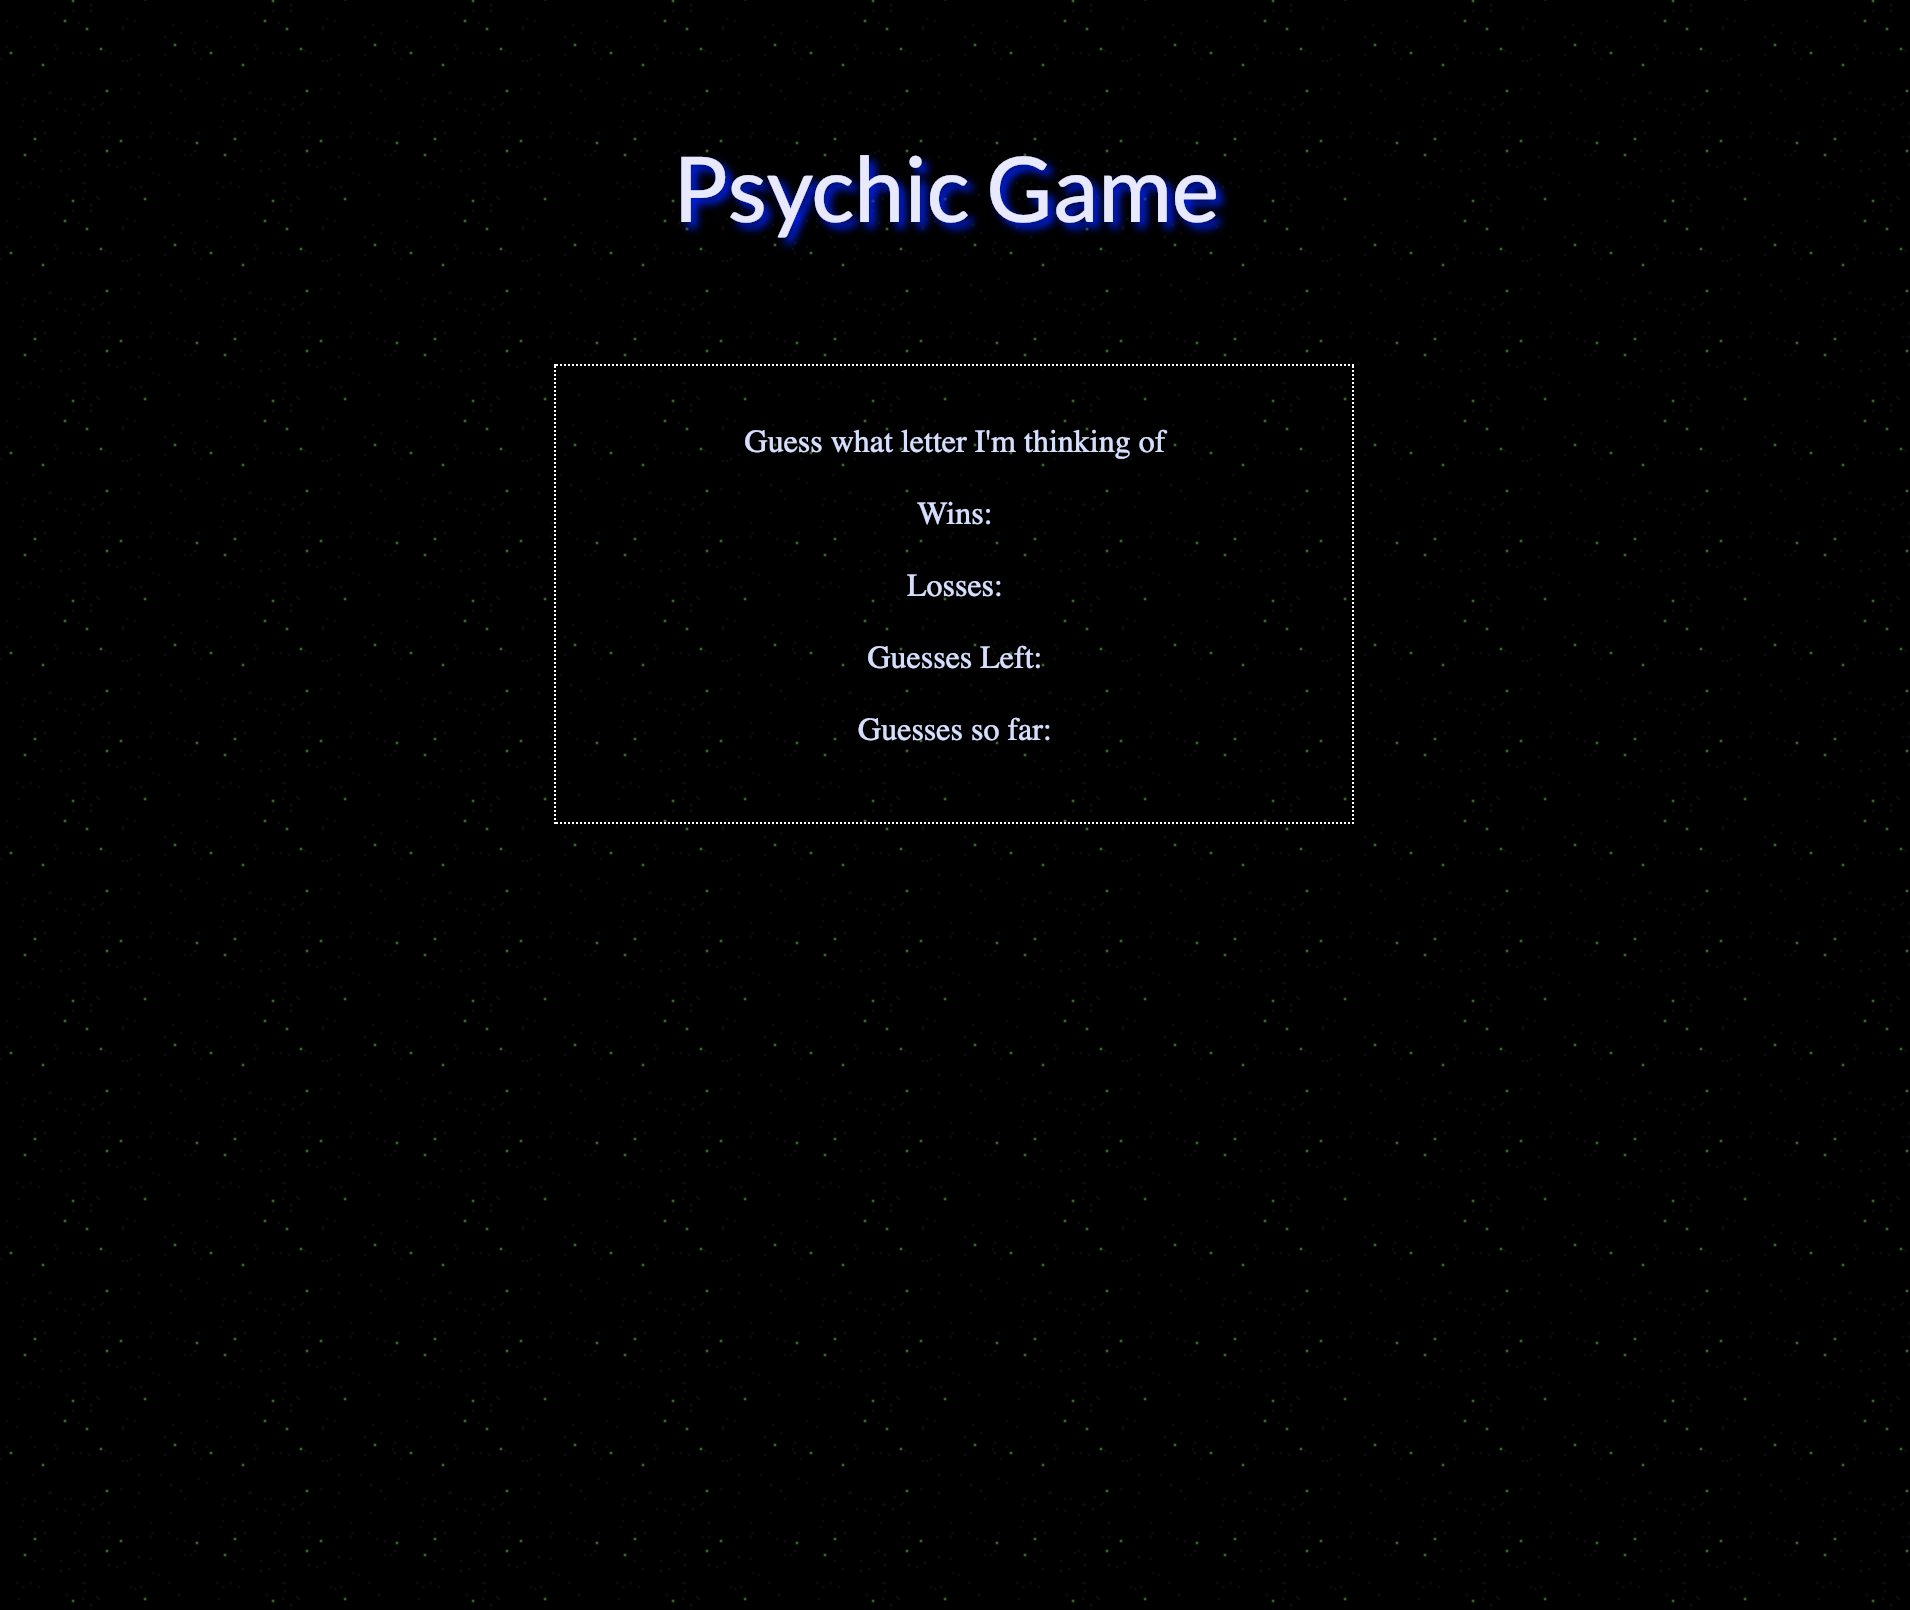 Psychic Game
Guess what letter I'm thinking of
Wins:
Losses:
Guesses Left:
Guesses so far: